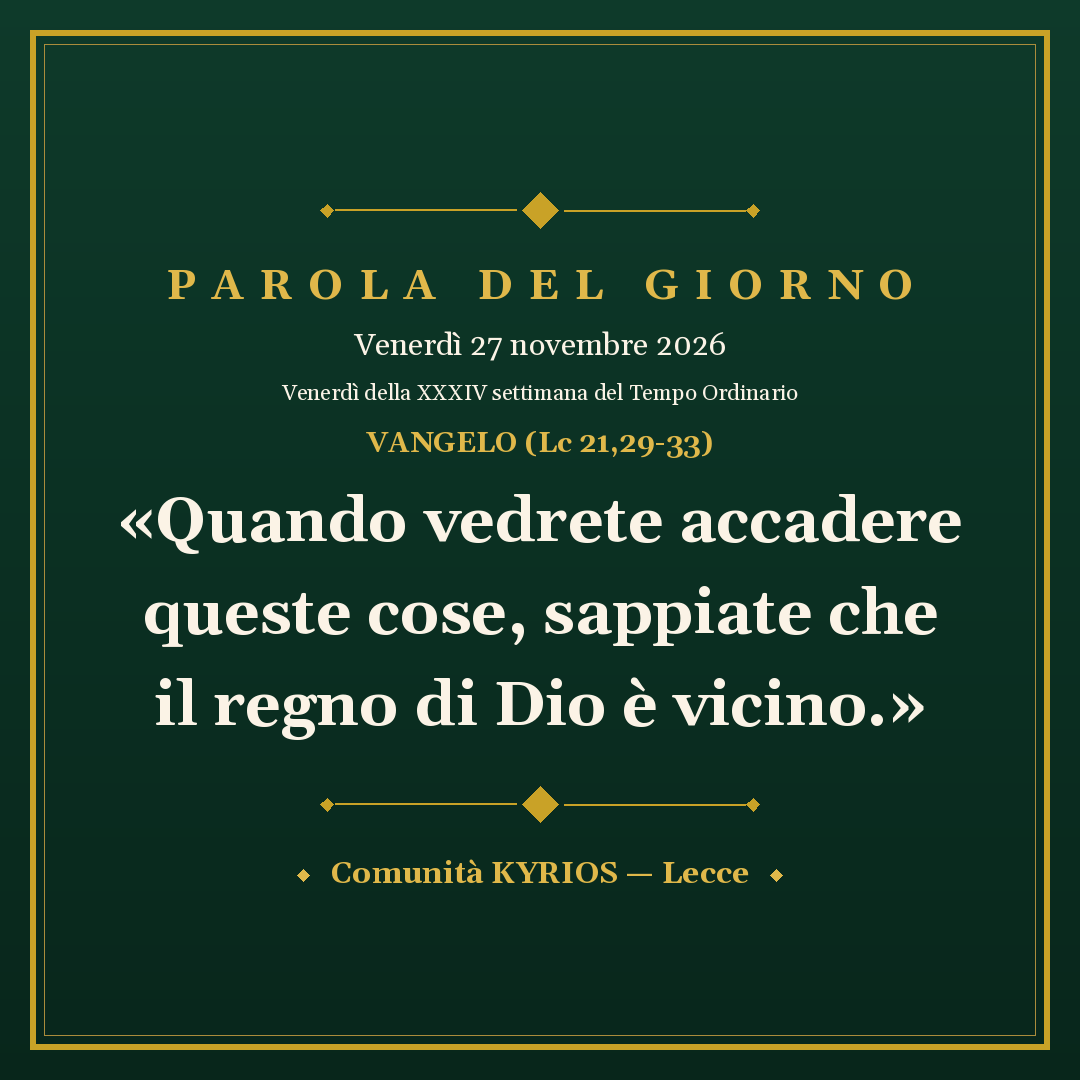 PAROLA DEL GIORNO
Venerdì 27 novembre 2026
Venerdì della XXXIV settimana del Tempo Ordinario
VANGELO (Lc 21,29-33)
«Quando vedrete accadere
queste cose, sappiate che
il regno di Dio è vicino.»
Comunità KYRIOS — Lecce